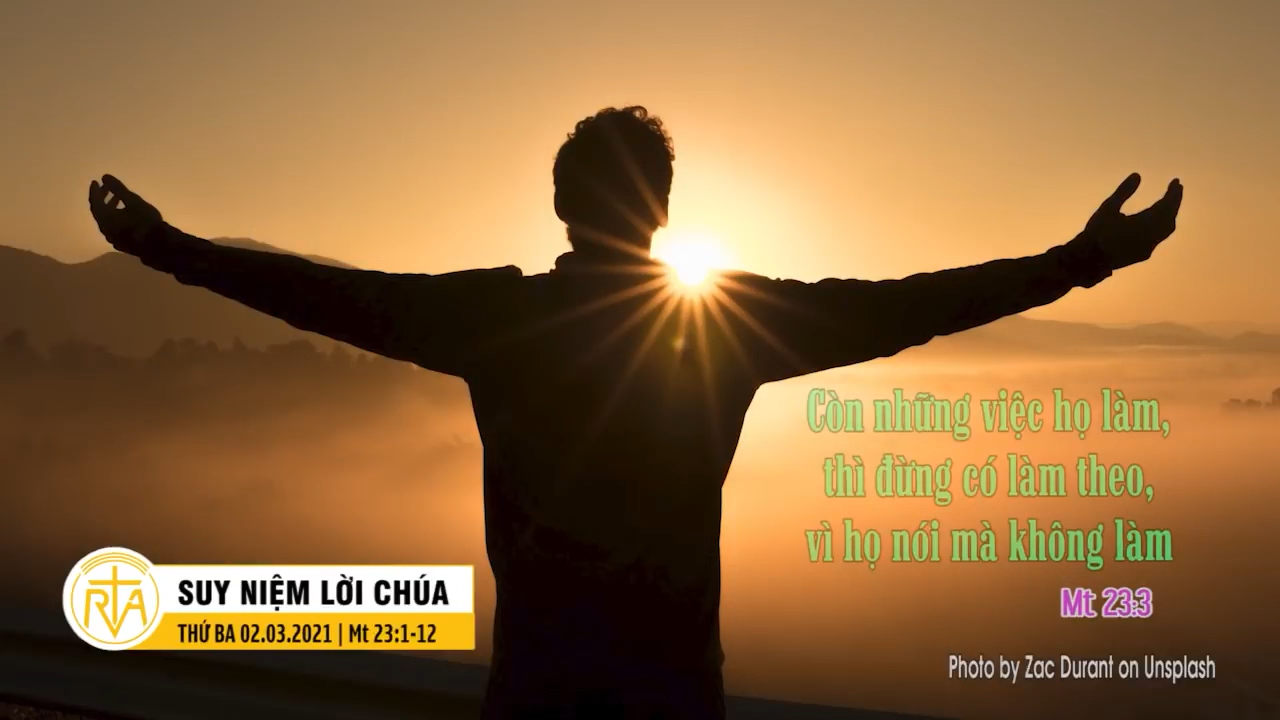 Còn những việc họ làm,
thì đừng có làm theo,
vì họ nói mà không làm
Mt 23:3
RTA
SUY NIỆM LỜI CHÚA
THỨ BA 02.03.2021 | Mt 23:1-12
Photo by Zac Durant on Unsplash